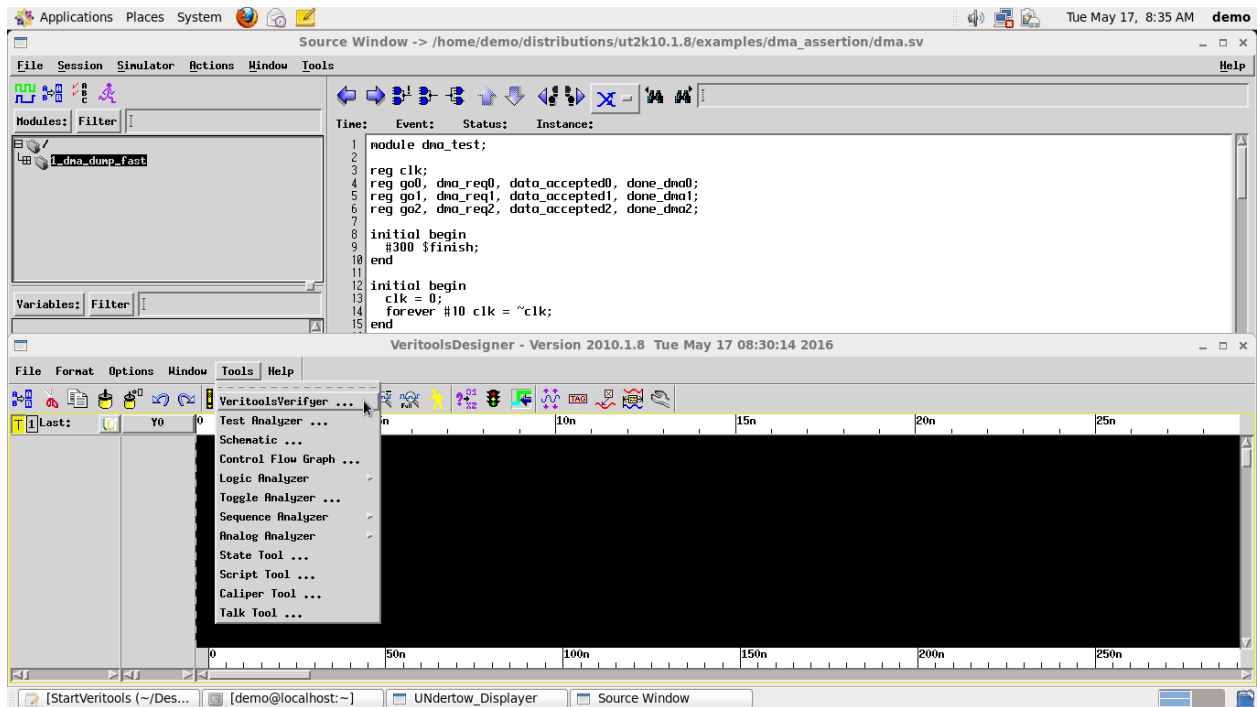 Applications Places System Tue May 17, 8:35 AM demo
Source Window -> /home/demo/distributions/ut2k10.1.8/examples/dma_assertion/dma.sv
File Session Simulator Actions Window Tools Help
Modules: Filter
/
1_dma_dump_fast
Variables: Filter
Time: Event: Status: Instance:
1 module dma_test;
2
3 reg clk;
4 reg go0, dma_req0, data_accepted0, done_dma0;
5 reg go1, dma_req1, data_accepted1, done_dma1;
6 reg go2, dma_req2, data_accepted2, done_dma2;
7
8 initial begin
9 #300 $finish;
10 end
11
12 initial begin
13 clk = 0;
14 forever #10 clk = ~clk;
15 end
VeritoolsDesigner - Version 2010.1.8 Tue May 17 08:30:14 2016
File Format Options Window Tools Help
T 1 Last: Y0 0 10n 15n 20n 25n
VeritoolsVerifyer ...
Test Analyzer ...
Schematic ...
Control Flow Graph ...
Logic Analyzer
Toggle Analyzer ...
Sequence Analyzer
Analog Analyzer
State Tool ...
Script Tool ...
Caliper Tool ...
Talk Tool ...
0 50n 100n 150n 200n 250n
[StartVeritools (~/Des... [demo@localhost:~] UNdertow_Displayer Source Window